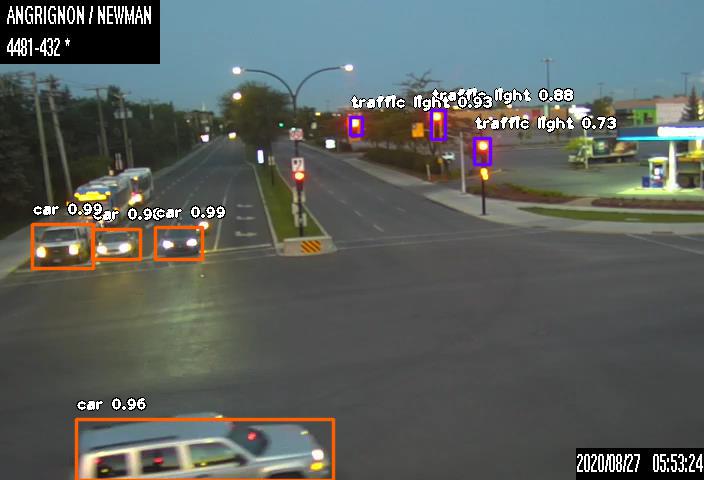 ANGRIGNON / NEWMAN
4481-432 *
traffic light 0.93
traffic light 0.88
traffic light 0.73
car 0.99
car 0.99
car 0.96
2020/08/27 05:53:24